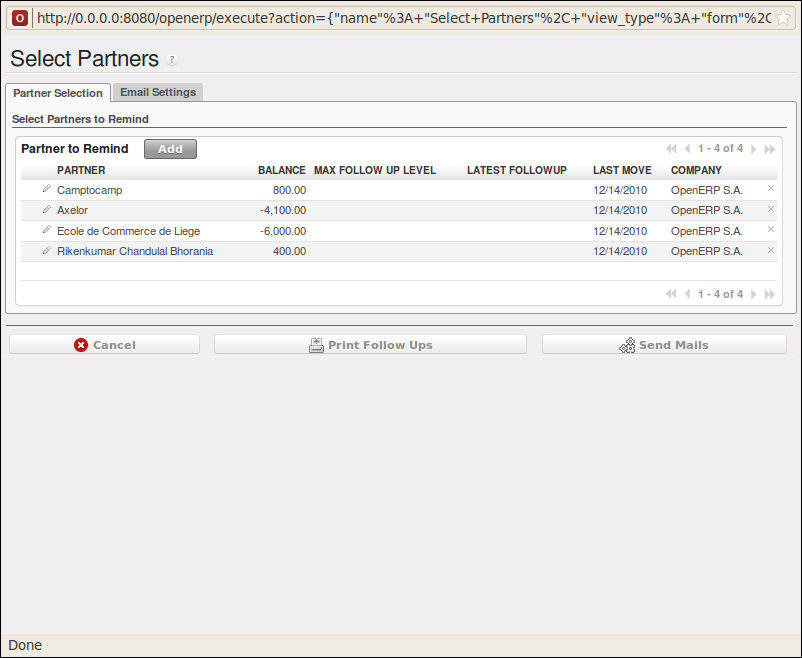 O http://0.0.0.0:8080/openerp/execute?action={"name"%3A+"Select+Partners"%2C+"view_type"%3A+"form"%2C
Select Partners ?
Partner Selection Email Settings
Select Partners to Remind
Partner to Remind Add 1 - 4 of 4
PARTNER BALANCE MAX FOLLOW UP LEVEL LATEST FOLLOWUP LAST MOVE COMPANY
Camptocamp 800.00 12/14/2010 OpenERP S.A.
Axelor -4,100.00 12/14/2010 OpenERP S.A.
Ecole de Commerce de Liege -6,000.00 12/14/2010 OpenERP S.A.
Rikenkumar Chandulal Bhorania 400.00 12/14/2010 OpenERP S.A.
1 - 4 of 4
Cancel Print Follow Ups Send Mails
Done